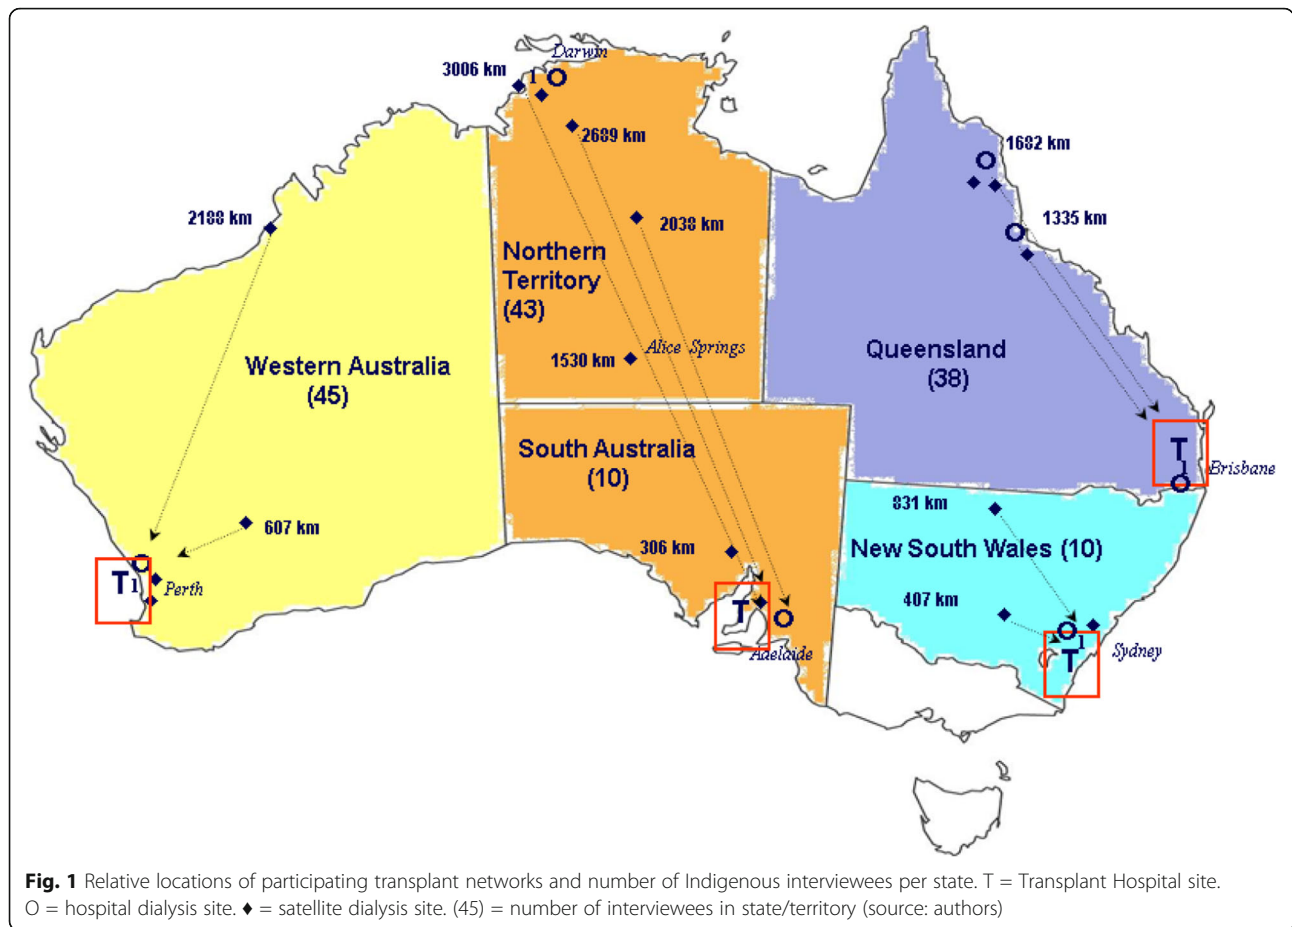 Darwin
3006 km
1
O
2689 km
1682 km
O
2188 km
2038 km
1335 km
O
Northern
Territory
(43)
1530 km
Alice Springs
Western Australia
(45)
Queensland
(38)
South Australia
(10)
T
1
Brisbane
O
831 km
607 km
306 km
New South Wales (10)
O
T1
Perth
407 km
T
O
Adelaide
O
1
T
Sydney
Fig. 1 Relative locations of participating transplant networks and number of Indigenous interviewees per state. T = Transplant Hospital site.
O = hospital dialysis site. ♦ = satellite dialysis site. (45) = number of interviewees in state/territory (source: authors)